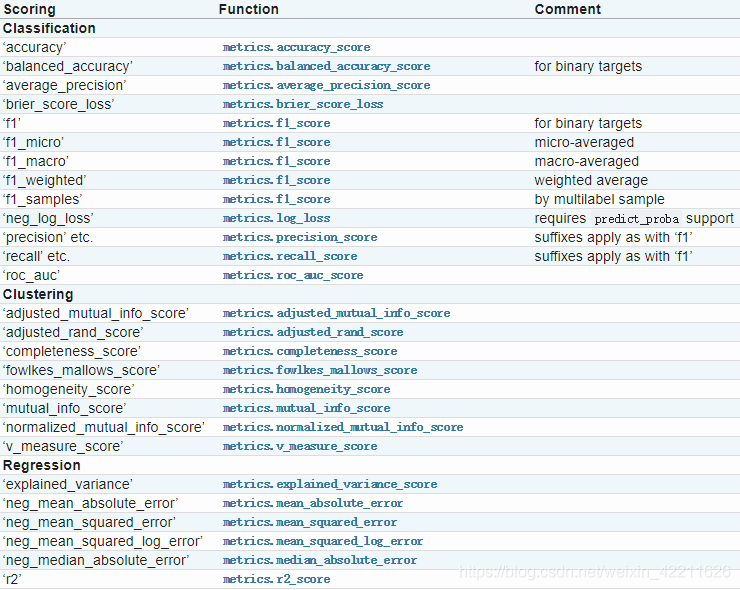 Scoring Function Comment
Classification
‘accuracy’ metrics.accuracy_score
‘balanced_accuracy’ metrics.balanced_accuracy_score for binary targets
‘average_precision’ metrics.average_precision_score
‘brier_score_loss’ metrics.brier_score_loss
‘f1’ metrics.f1_score for binary targets
‘f1_micro’ metrics.f1_score micro-averaged
‘f1_macro’ metrics.f1_score macro-averaged
‘f1_weighted’ metrics.f1_score weighted average
‘f1_samples’ metrics.f1_score by multilabel sample
‘neg_log_loss’ metrics.log_loss requires predict_proba support
‘precision’ etc. metrics.precision_score suffixes apply as with ‘f1’
‘recall’ etc. metrics.recall_score suffixes apply as with ‘f1’
‘roc_auc’ metrics.roc_auc_score
Clustering
‘adjusted_mutual_info_score’ metrics.adjusted_mutual_info_score
‘adjusted_rand_score’ metrics.adjusted_rand_score
‘completeness_score’ metrics.completeness_score
‘fowlkes_mallows_score’ metrics.fowlkes_mallows_score
‘homogeneity_score’ metrics.homogeneity_score
‘mutual_info_score’ metrics.mutual_info_score
‘normalized_mutual_info_score’ metrics.normalized_mutual_info_score
‘v_measure_score’ metrics.v_measure_score
Regression
‘explained_variance’ metrics.explained_variance_score
‘neg_mean_absolute_error’ metrics.mean_absolute_error
‘neg_mean_squared_error’ metrics.mean_squared_error
‘neg_mean_squared_log_error’ metrics.mean_squared_log_error
‘neg_median_absolute_error’ metrics.median_absolute_error
‘r2’ metrics.r2_score
https://blog.csdn.net/weixin_42211626